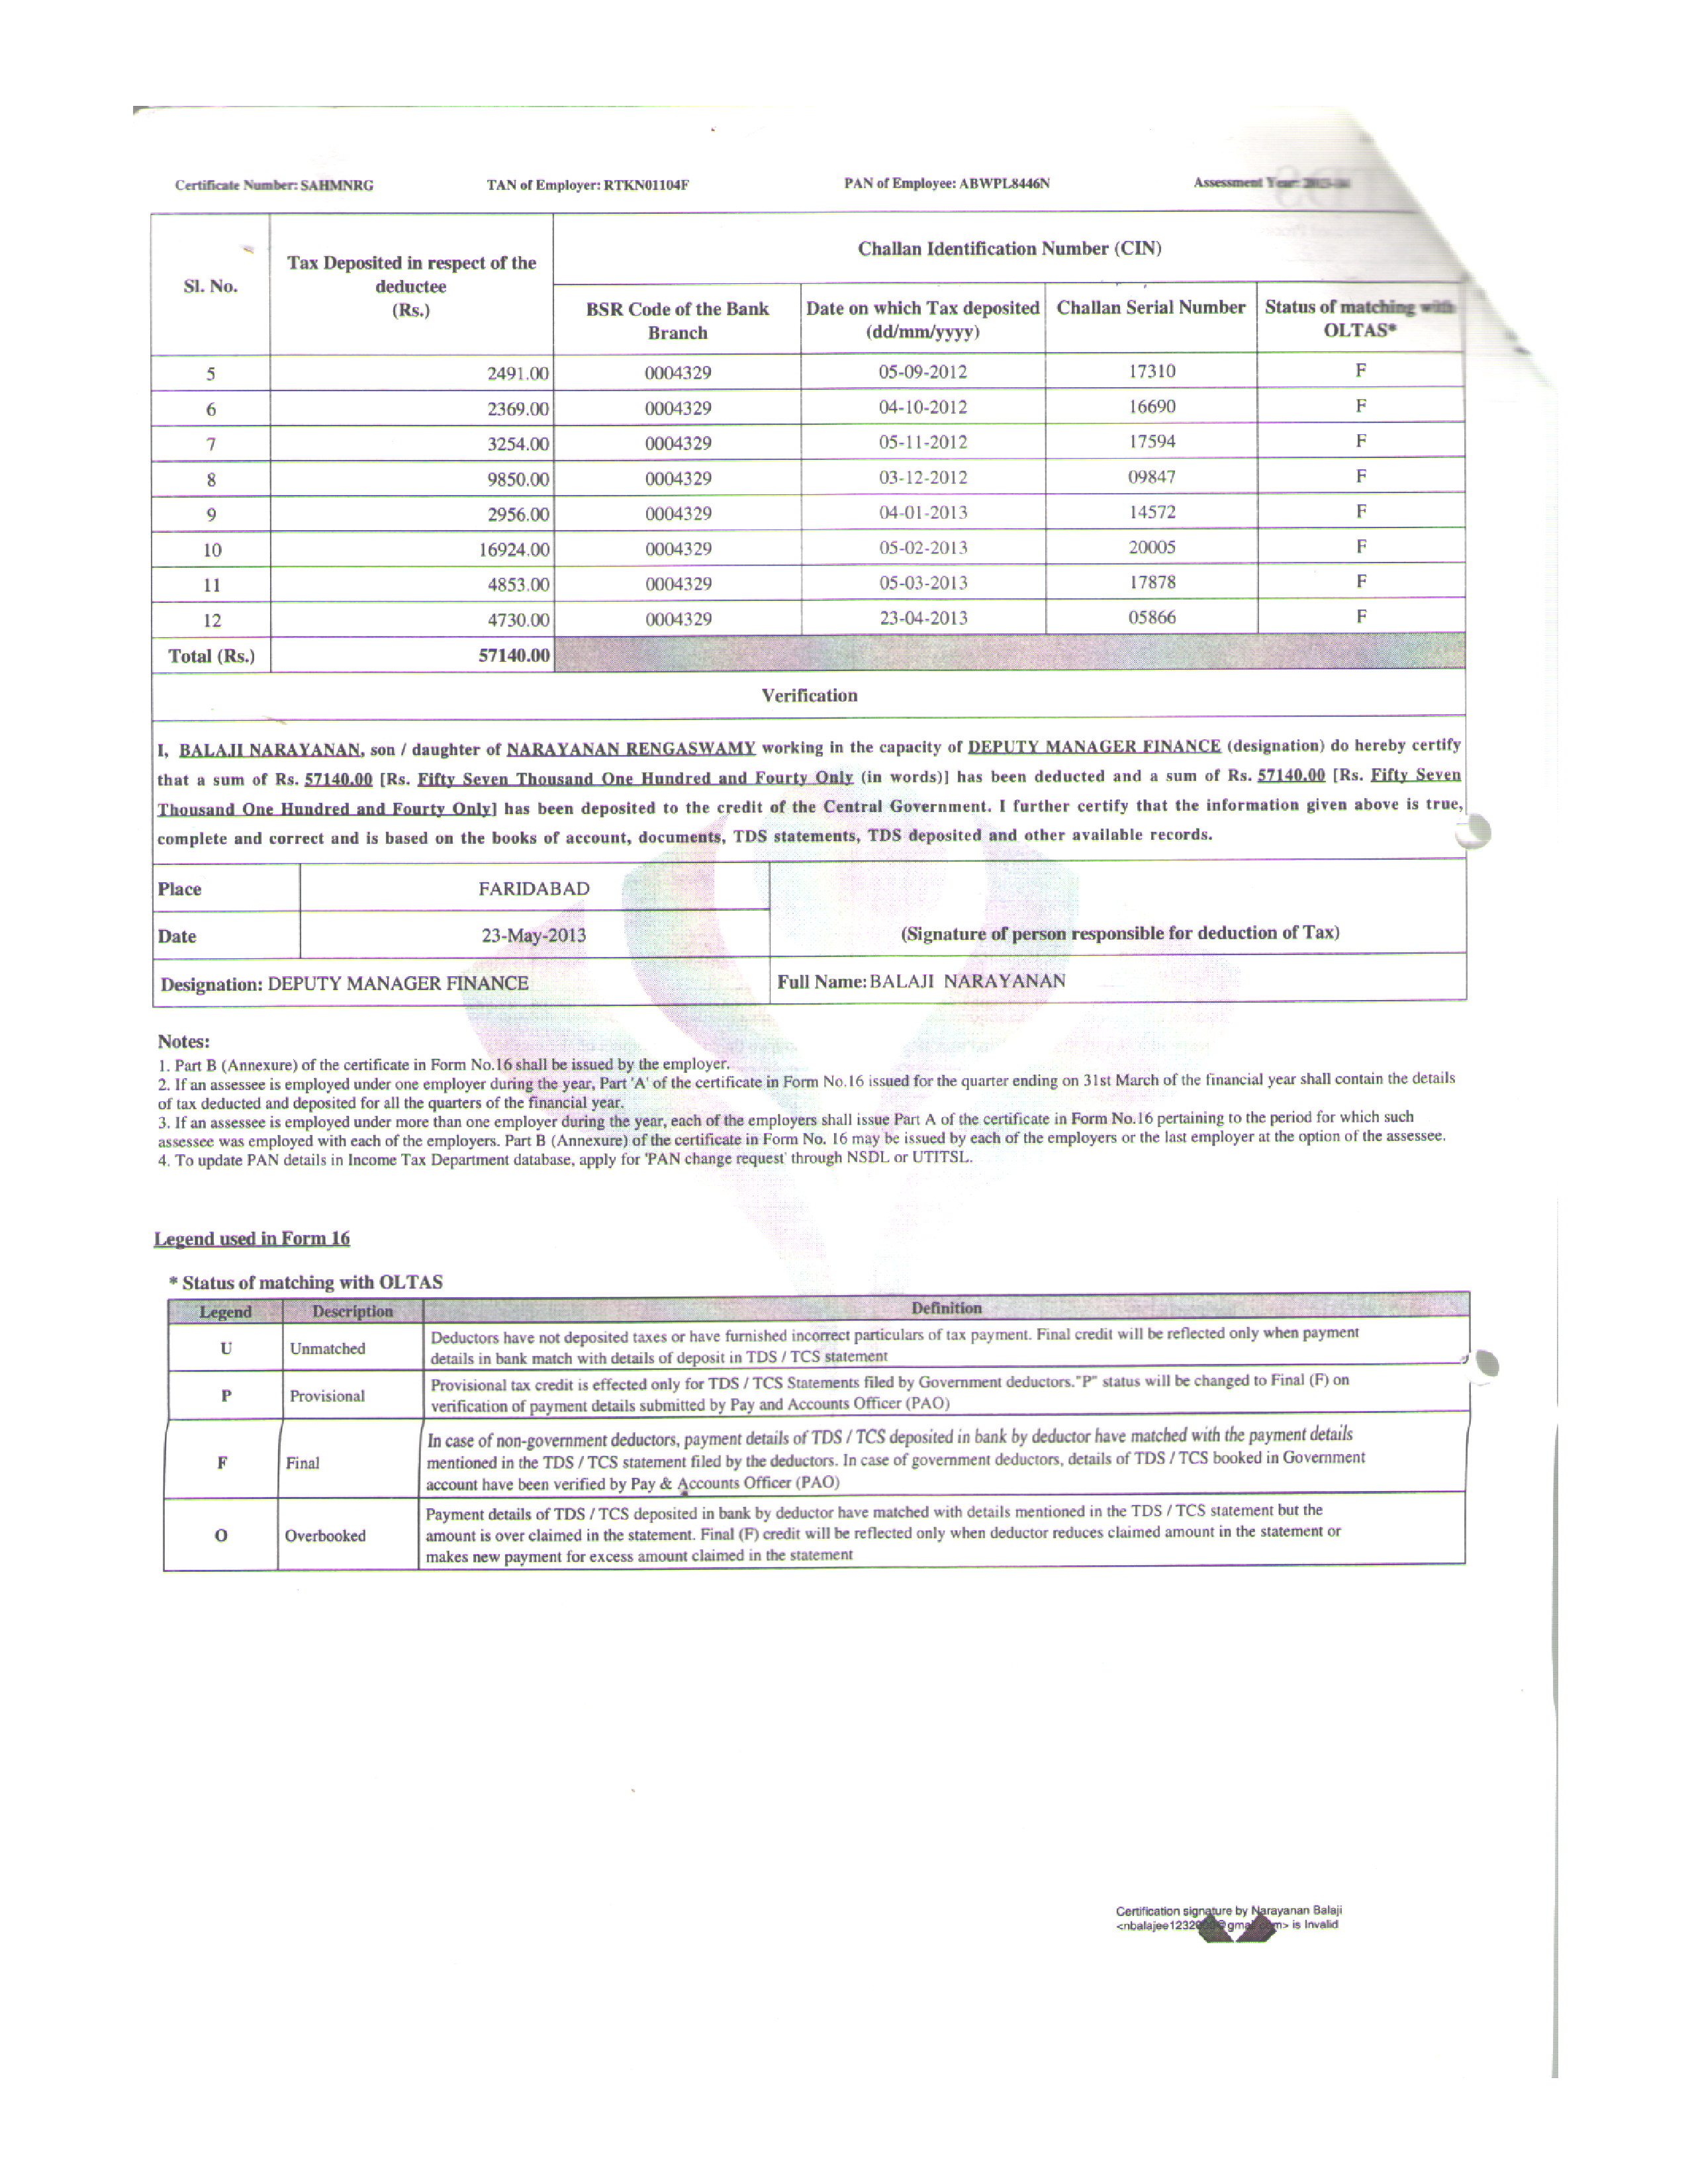 Certificate Number: SAHMNRG TAN of Employer: RTKN01104F PAN of Employee: ABWPL8446N Assessment Year: 2013-14
Sl. No. Tax Deposited in respect of the deductee (Rs.) Challan Identification Number (CIN)
BSR Code of the Bank Branch Date on which Tax deposited (dd/mm/yyyy) Challan Serial Number Status of matching with OLTAS*
5 2491.00 0004329 05-09-2012 17310 F
6 2369.00 0004329 04-10-2012 16690 F
7 3254.00 0004329 05-11-2012 17594 F
8 9850.00 0004329 03-12-2012 09847 F
9 2956.00 0004329 04-01-2013 14572 F
10 16924.00 0004329 05-02-2013 20005 F
11 4853.00 0004329 05-03-2013 17878 F
12 4730.00 0004329 23-04-2013 05866 F
Total (Rs.) 57140.00
Verification
I, BALAJI NARAYANAN, son / daughter of NARAYANAN RENGASWAMY working in the capacity of DEPUTY MANAGER FINANCE (designation) do hereby certify
that a sum of Rs. 57140.00 [Rs. Fifty Seven Thousand One Hundred and Fourty Only (in words)] has been deducted and a sum of Rs. 57140.00 [Rs. Fifty Seven
Thousand One Hundred and Fourty Only] has been deposited to the credit of the Central Government. I further certify that the information given above is true,
complete and correct and is based on the books of account, documents, TDS statements, TDS deposited and other available records.
Place FARIDABAD
Date 23-May-2013 (Signature of person responsible for deduction of Tax)
Designation: DEPUTY MANAGER FINANCE Full Name: BALAJI NARAYANAN
Notes:
1. Part B (Annexure) of the certificate in Form No.16 shall be issued by the employer.
2. If an assessee is employed under one employer during the year, Part 'A' of the certificate in Form No.16 issued for the quarter ending on 31st March of the financial year shall contain the details
of tax deducted and deposited for all the quarters of the financial year.
3. If an assessee is employed under more than one employer during the year, each of the employers shall issue Part A of the certificate in Form No.16 pertaining to the period for which such
assessee was employed with each of the employers. Part B (Annexure) of the certificate in Form No. 16 may be issued by each of the employers or the last employer at the option of the assessee.
4. To update PAN details in Income Tax Department database, apply for 'PAN change request' through NSDL or UTITSL.
Legend used in Form 16
* Status of matching with OLTAS
Legend Description Definition
U Unmatched Deductors have not deposited taxes or have furnished incorrect particulars of tax payment. Final credit will be reflected only when payment
details in bank match with details of deposit in TDS / TCS statement
P Provisional Provisional tax credit is effected only for TDS / TCS Statements filed by Government deductors."P" status will be changed to Final (F) on
verification of payment details submitted by Pay and Accounts Officer (PAO)
F Final In case of non-government deductors, payment details of TDS / TCS deposited in bank by deductor have matched with the payment details
mentioned in the TDS / TCS statement filed by the deductors. In case of government deductors, details of TDS / TCS booked in Government
account have been verified by Pay & Accounts Officer (PAO)
O Overbooked Payment details of TDS / TCS deposited in bank by deductor have matched with details mentioned in the TDS / TCS statement but the
amount is over claimed in the statement. Final (F) credit will be reflected only when deductor reduces claimed amount in the statement or
makes new payment for excess amount claimed in the statement
Certification signature by Narayanan Balaji
is Invalid